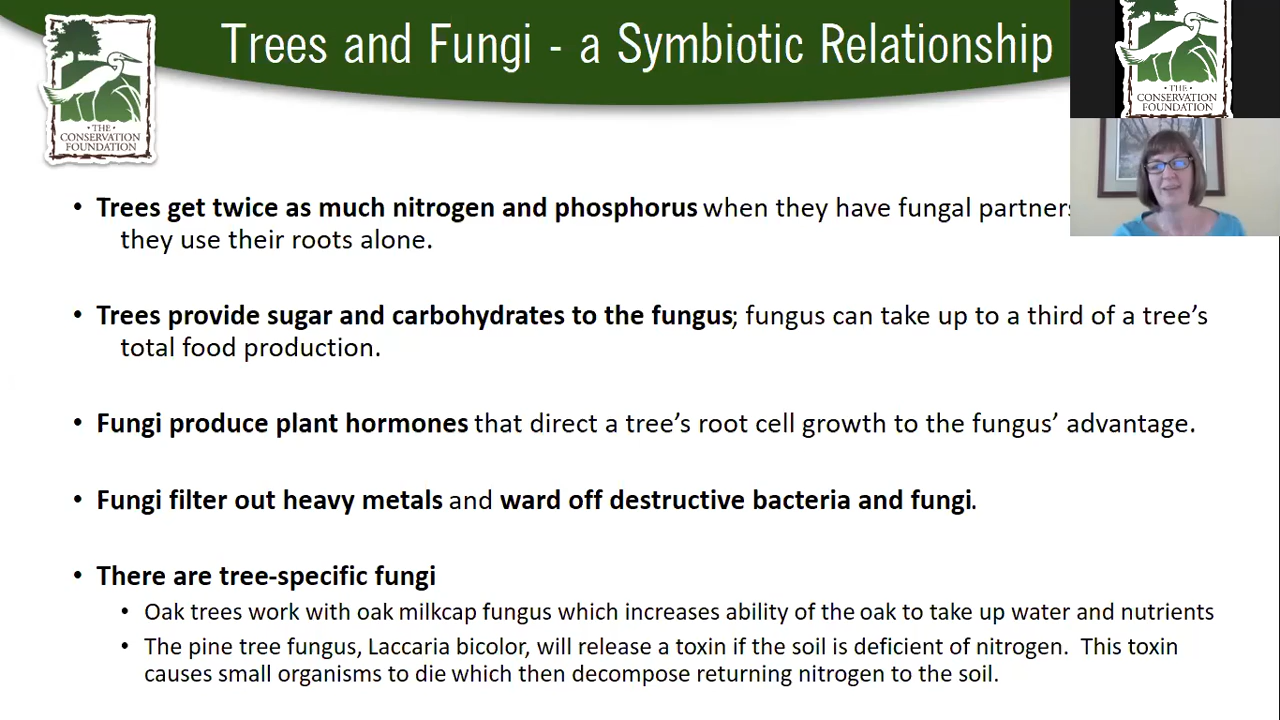 Trees and Fungi - a Symbiotic Relationship
· THE ·
CONSERVATION
FOUNDATION
· THE ·
CONSERVATION
FOUNDATION
• Trees get twice as much nitrogen and phosphorus when they have fungal partners
they use their roots alone.
• Trees provide sugar and carbohydrates to the fungus; fungus can take up to a third of a tree’s
total food production.
• Fungi produce plant hormones that direct a tree’s root cell growth to the fungus’ advantage.
• Fungi filter out heavy metals and ward off destructive bacteria and fungi.
• There are tree-specific fungi
• Oak trees work with oak milkcap fungus which increases ability of the oak to take up water and nutrients
• The pine tree fungus, Laccaria bicolor, will release a toxin if the soil is deficient of nitrogen. This toxin
causes small organisms to die which then decompose returning nitrogen to the soil.